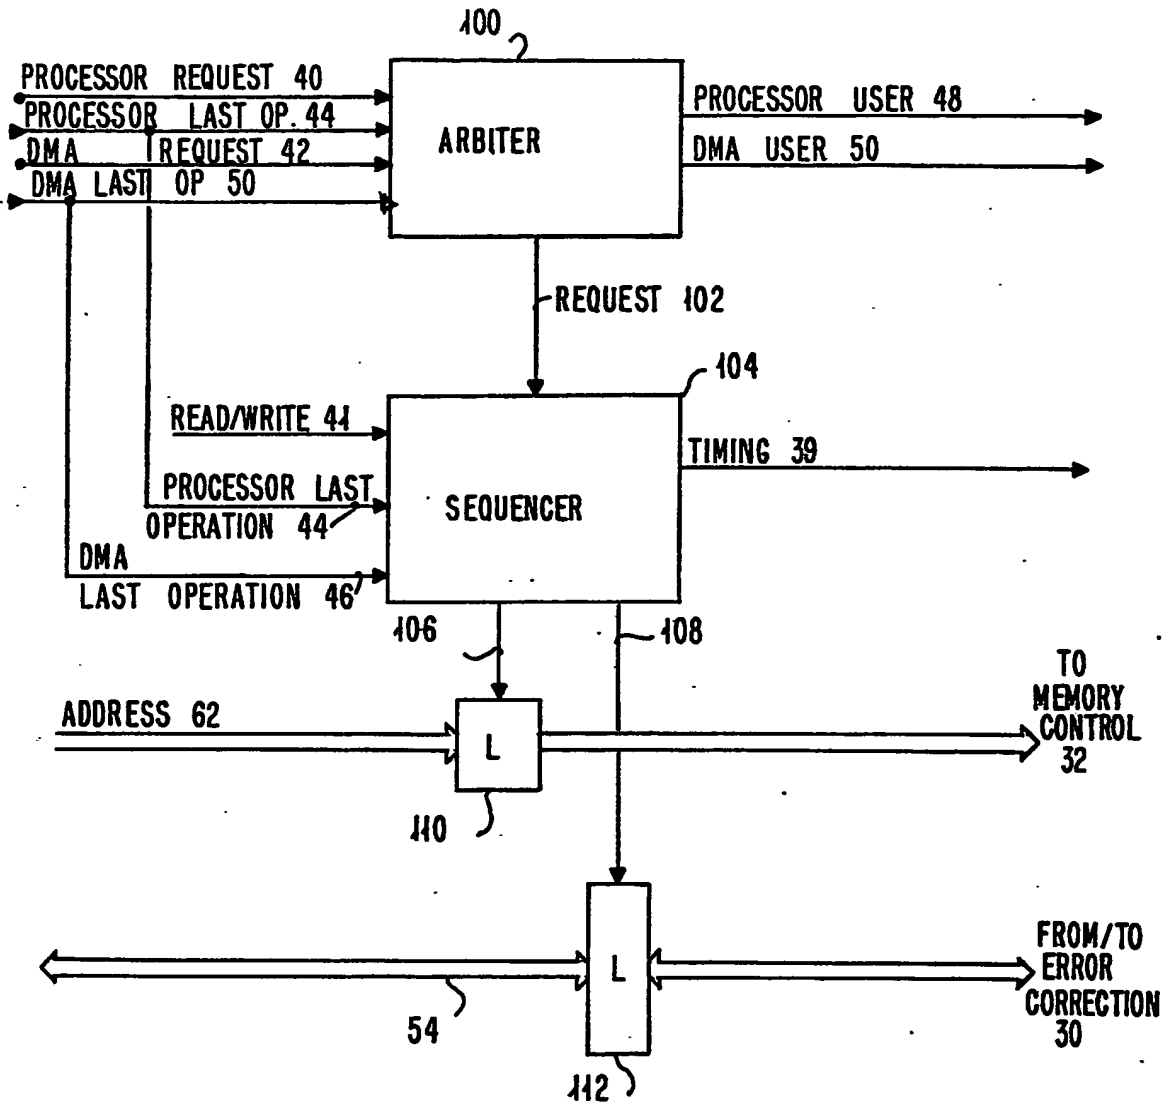 100
PROCESSOR REQUEST 40
PROCESSOR LAST OP. 44
DMA REQUEST 42
DMA LAST OP 50
ARBITER
PROCESSOR USER 48
DMA USER 50
REQUEST 102
104
READ/WRITE 41
TIMING 39
PROCESSOR LAST
OPERATION 44
SEQUENCER
DMA
LAST OPERATION 46
106
108
TO
MEMORY
CONTROL
32
ADDRESS 62
L
110
FROM/TO
ERROR
CORRECTION
30
L
54
112